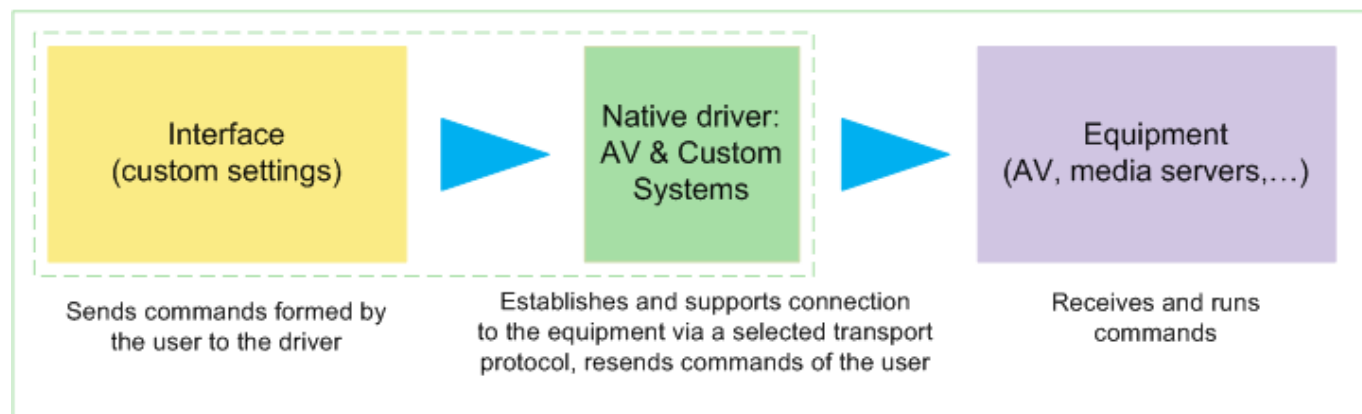 Interface
(custom settings)
Native driver:
AV & Custom
Systems
Equipment
(AV, media servers,…)
Sends commands formed by
the user to the driver
Establishes and supports connection
to the equipment via a selected transport
protocol, resends commands of the user
Receives and runs
commands